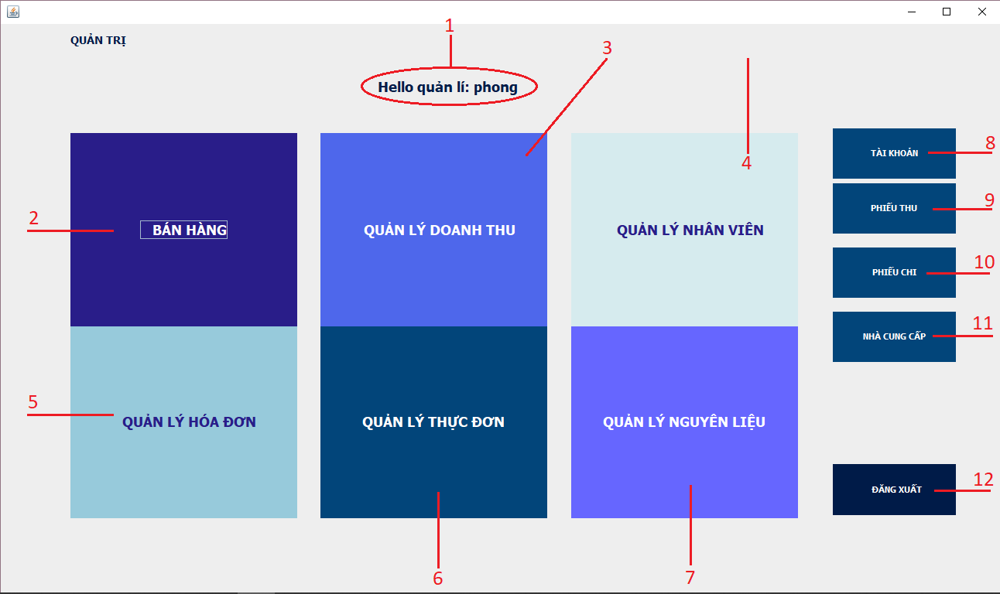 QUẢN TRỊ
1
3
Hello quản lí: phong
4
2
BÁN HÀNG
QUẢN LÝ DOANH THU
QUẢN LÝ NHÂN VIÊN
5
QUẢN LÝ HÓA ĐƠN
QUẢN LÝ THỰC ĐƠN
QUẢN LÝ NGUYÊN LIỆU
6
7
TÀI KHOẢN
8
PHIẾU THU
9
PHIẾU CHI
10
NHÀ CUNG CẤP
11
ĐĂNG XUẤT
12